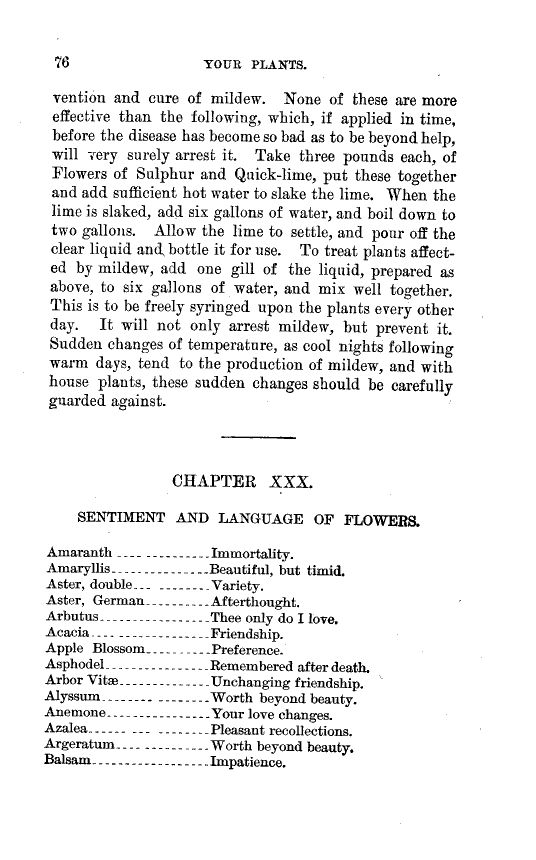 76 YOUR PLANTS.
vention and cure of mildew. None of these are more
effective than the following, which, if applied in time,
before the disease has become so bad as to be beyond help,
will very surely arrest it. Take three pounds each, of
Flowers of Sulphur and Quick-lime, put these together
and add sufficient hot water to slake the lime. When the
lime is slaked, add six gallons of water, and boil down to
two gallons. Allow the lime to settle, and pour off the
clear liquid and bottle it for use. To treat plants affect-
ed by mildew, add one gill of the liquid, prepared as
above, to six gallons of water, and mix well together.
This is to be freely syringed upon the plants every other
day. It will not only arrest mildew, but prevent it.
Sudden changes of temperature, as cool nights following
warm days, tend to the production of mildew, and with
house plants, these sudden changes should be carefully
guarded against.
CHAPTER XXX.
SENTIMENT AND LANGUAGE OF FLOWERS.
Amaranth ---- ----------Immortality.
Amaryllis---------------Beautiful, but timid.
Aster, double--- --------Variety.
Aster, German----------Afterthought.
Arbutus-----------------Thee only do I love.
Acacia---- --------------Friendship.
Apple Blossom----------Preference.
Asphodel----------------Remembered after death.
Arbor Vitæ--------------Unchanging friendship.
Alyssum-------- --------Worth beyond beauty.
Anemone----------------Your love changes.
Azalea------ --- --------Pleasant recollections.
Argeratum---- ----------Worth beyond beauty.
Balsam------------------Impatience.